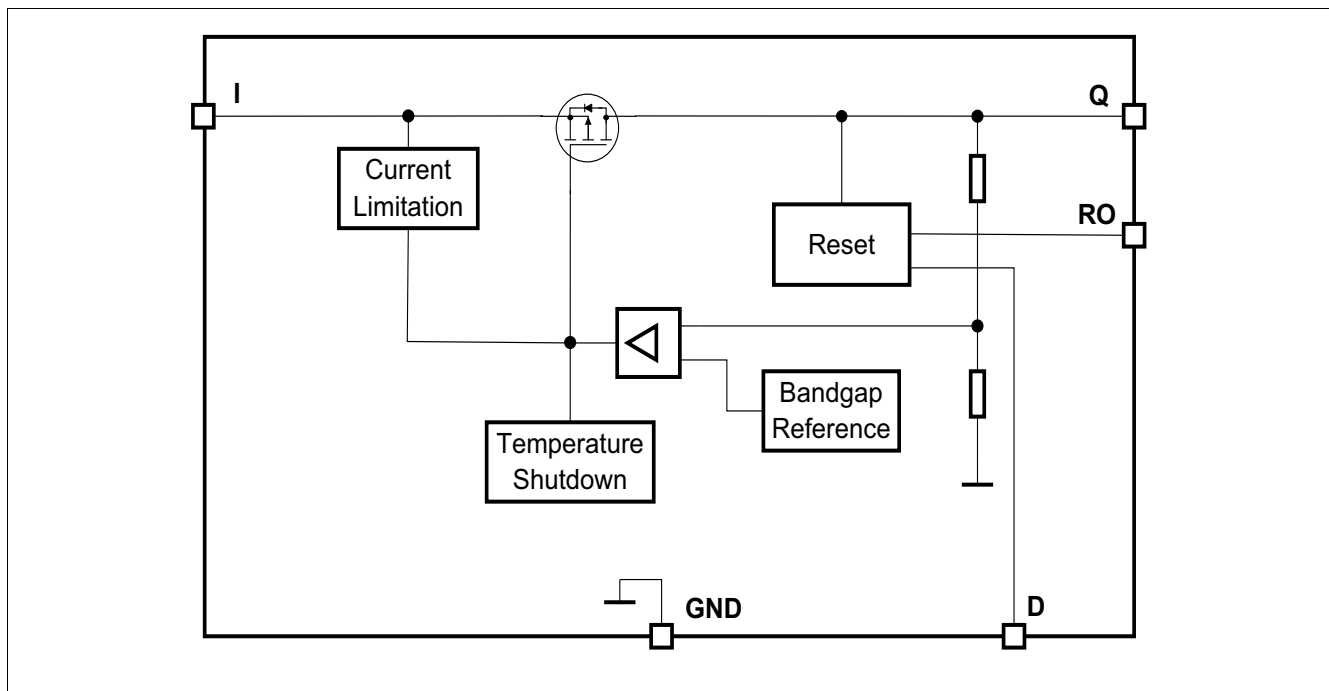 I
Q
Current
Limitation
RO
Reset
Bandgap
Reference
Temperature
Shutdown
GND
D